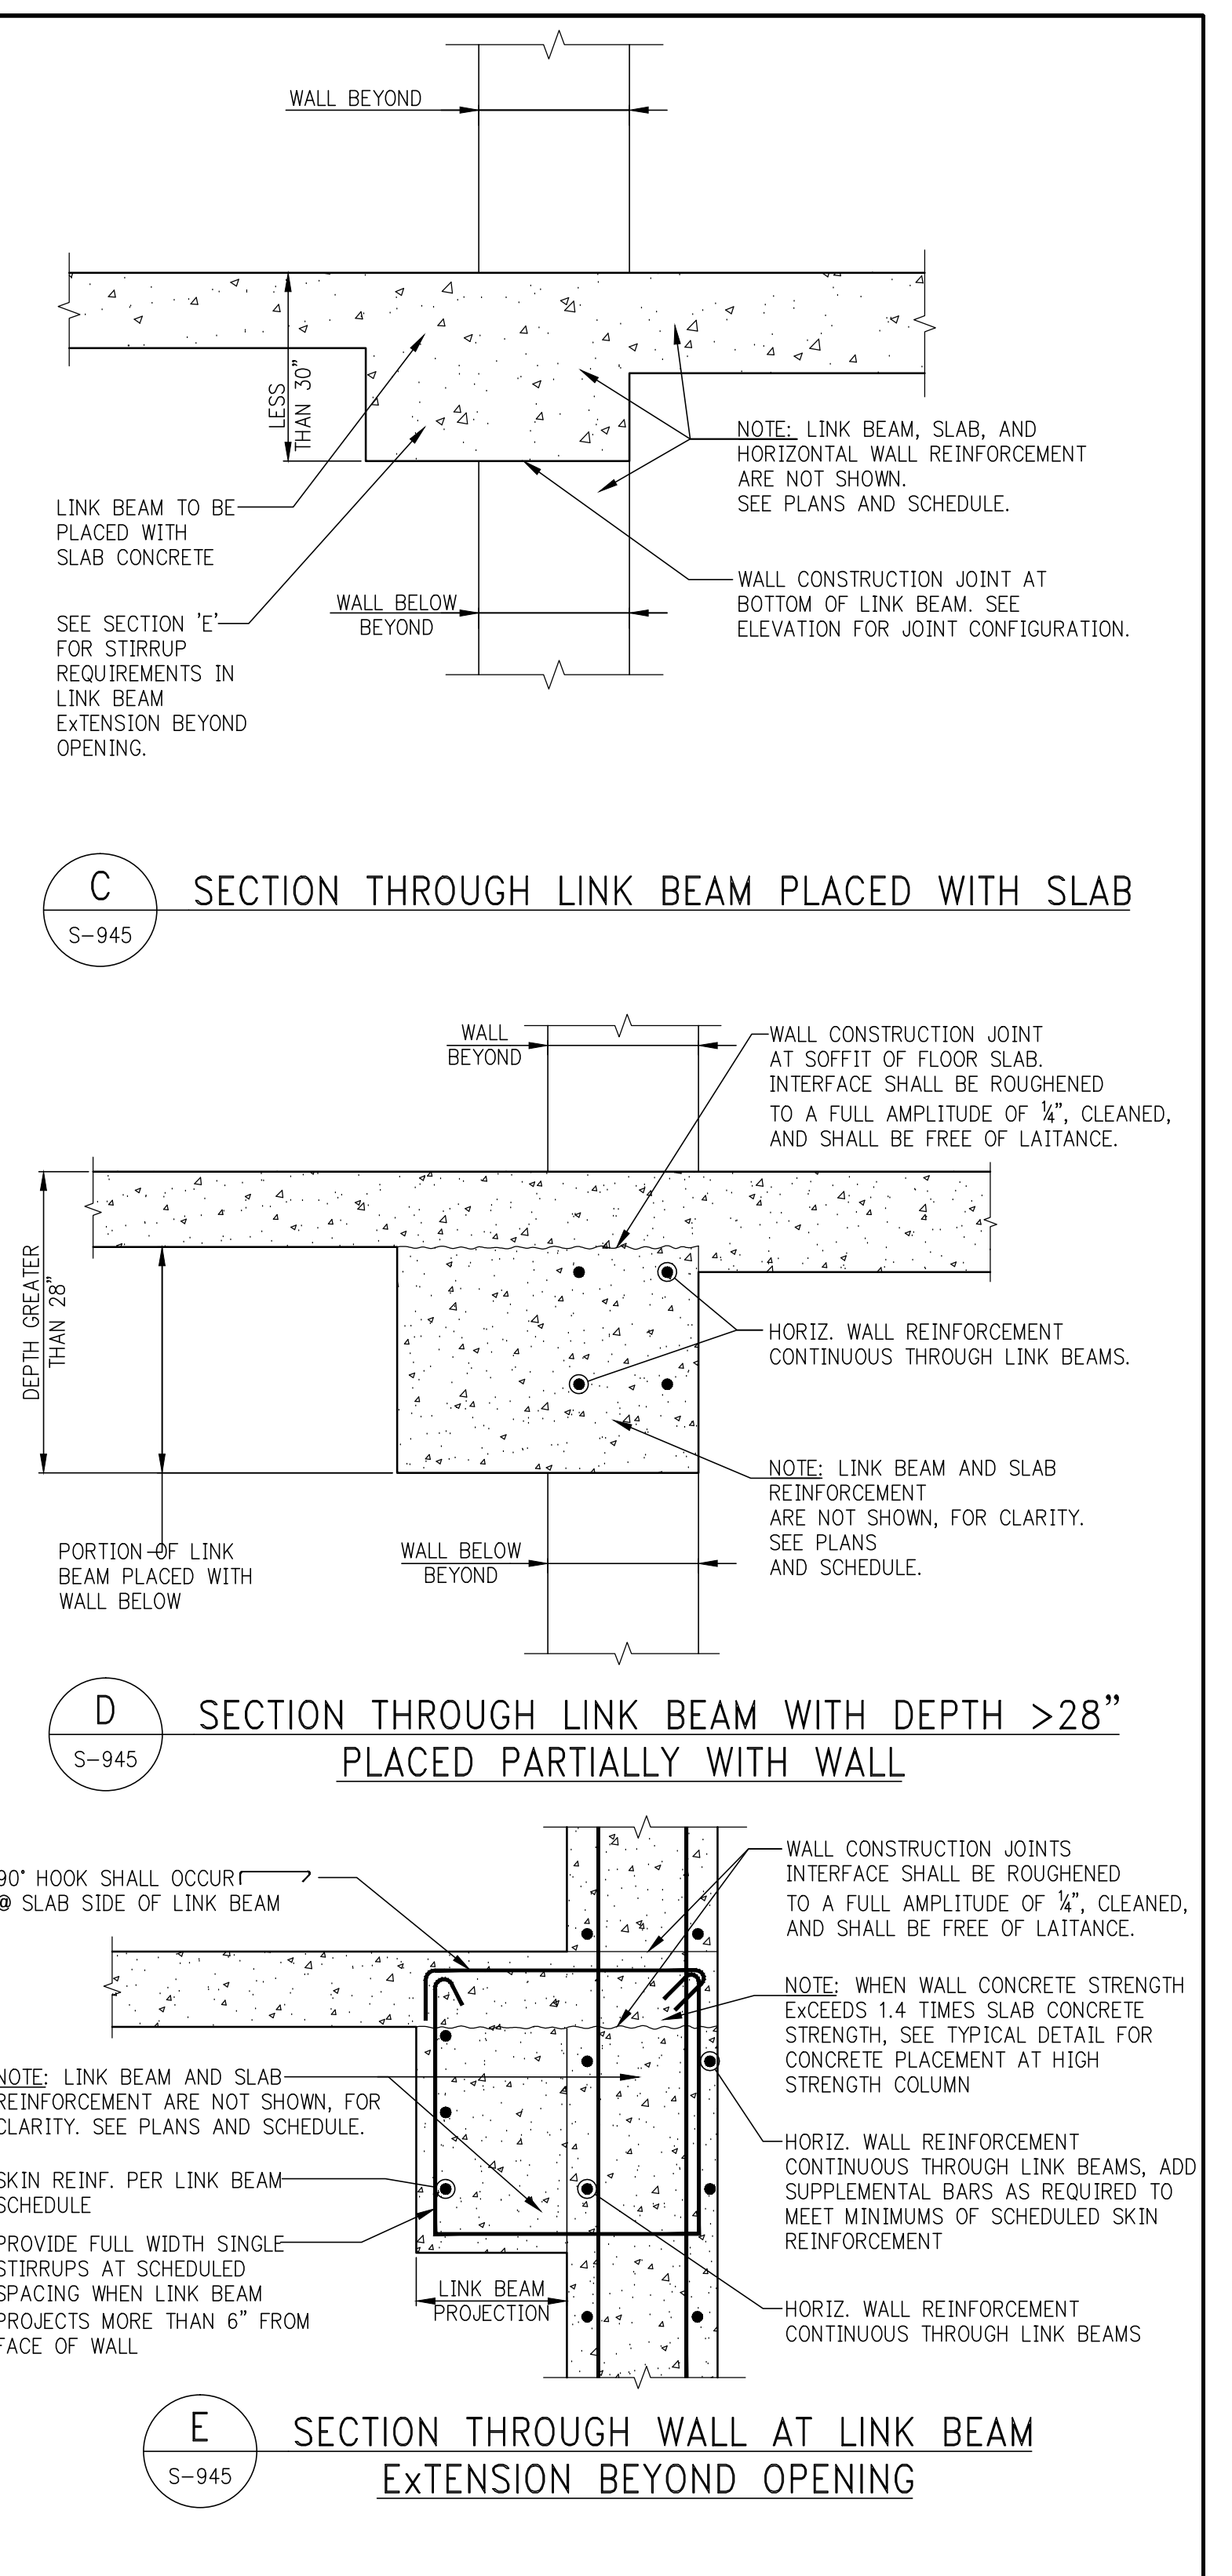 WALL BEYOND
LESS
THAN 30"
NOTE: LINK BEAM, SLAB, AND
HORIZONTAL WALL REINFORCEMENT
ARE NOT SHOWN.
SEE PLANS AND SCHEDULE.
LINK BEAM TO BE
PLACED WITH
SLAB CONCRETE
WALL CONSTRUCTION JOINT AT
BOTTOM OF LINK BEAM. SEE
ELEVATION FOR JOINT CONFIGURATION.
WALL BELOW
BEYOND
SEE SECTION 'E'
FOR STIRRUP
REQUIREMENTS IN
LINK BEAM
ExTENSION BEYOND
OPENING.
C
S-945
SECTION THROUGH LINK BEAM PLACED WITH SLAB
WALL
BEYOND
WALL CONSTRUCTION JOINT
AT SOFFIT OF FLOOR SLAB.
INTERFACE SHALL BE ROUGHENED
TO A FULL AMPLITUDE OF ¼", CLEANED,
AND SHALL BE FREE OF LAITANCE.
DEPTH GREATER
THAN 28"
HORIZ. WALL REINFORCEMENT
CONTINUOUS THROUGH LINK BEAMS.
NOTE: LINK BEAM AND SLAB
REINFORCEMENT
ARE NOT SHOWN, FOR CLARITY.
SEE PLANS
AND SCHEDULE.
PORTION OF LINK
BEAM PLACED WITH
WALL BELOW
WALL BELOW
BEYOND
D
S-945
SECTION THROUGH LINK BEAM WITH DEPTH >28"
PLACED PARTIALLY WITH WALL
90° HOOK SHALL OCCUR
@ SLAB SIDE OF LINK BEAM
WALL CONSTRUCTION JOINTS
INTERFACE SHALL BE ROUGHENED
TO A FULL AMPLITUDE OF ¼", CLEANED,
AND SHALL BE FREE OF LAITANCE.
NOTE: WHEN WALL CONCRETE STRENGTH
ExCEEDS 1.4 TIMES SLAB CONCRETE
STRENGTH, SEE TYPICAL DETAIL FOR
CONCRETE PLACEMENT AT HIGH
STRENGTH COLUMN
NOTE: LINK BEAM AND SLAB
REINFORCEMENT ARE NOT SHOWN, FOR
CLARITY. SEE PLANS AND SCHEDULE.
SKIN REINF. PER LINK BEAM
SCHEDULE
HORIZ. WALL REINFORCEMENT
CONTINUOUS THROUGH LINK BEAMS, ADD
SUPPLEMENTAL BARS AS REQUIRED TO
MEET MINIMUMS OF SCHEDULED SKIN
REINFORCEMENT
PROVIDE FULL WIDTH SINGLE
STIRRUPS AT SCHEDULED
SPACING WHEN LINK BEAM
PROJECTS MORE THAN 6" FROM
FACE OF WALL
LINK BEAM
PROJECTION
HORIZ. WALL REINFORCEMENT
CONTINUOUS THROUGH LINK BEAMS
E
S-945
SECTION THROUGH WALL AT LINK BEAM
ExTENSION BEYOND OPENING